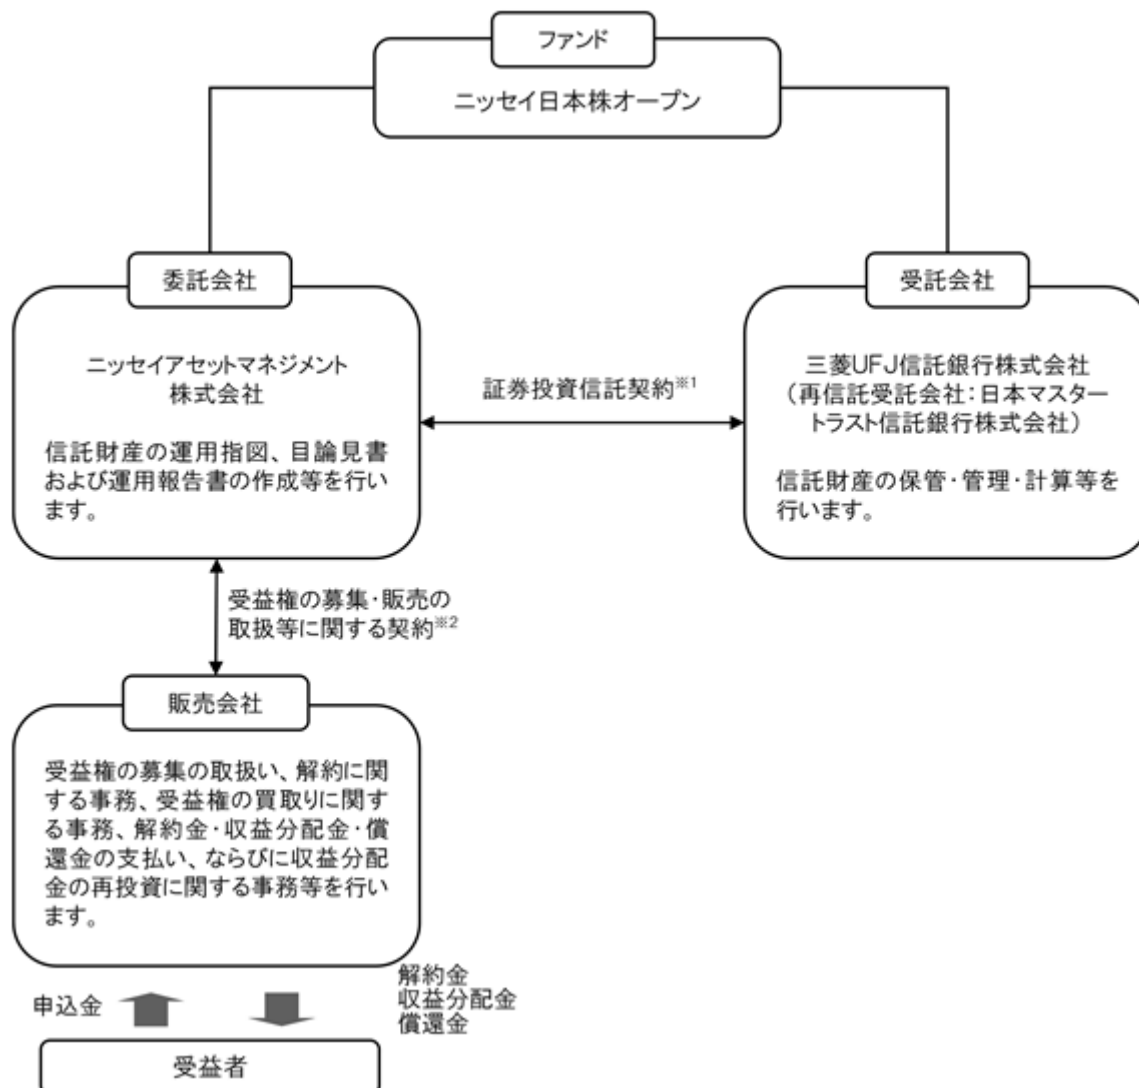 ファンド
ニッセイ日本株オープン
委託会社
ニッセイアセットマネジメント
株式会社
信託財産の運用指図、目論見書
および運用報告書の作成等を行い
ます。
証券投資信託契約※1
受託会社
三菱UFJ信託銀行株式会社
（再信託受託会社：日本マスター
トラスト信託銀行株式会社）
信託財産の保管・管理・計算等を
行います。
受益権の募集・販売の
取扱等に関する契約※2
販売会社
受益権の募集の取扱い、解約に関
する事務、受益権の買取りに関す
る事務、解約金・収益分配金・償
還金の支払い、ならびに収益分配
金の再投資に関する事務等を行い
ます。
申込金
解約金
収益分配金
償還金
受益者